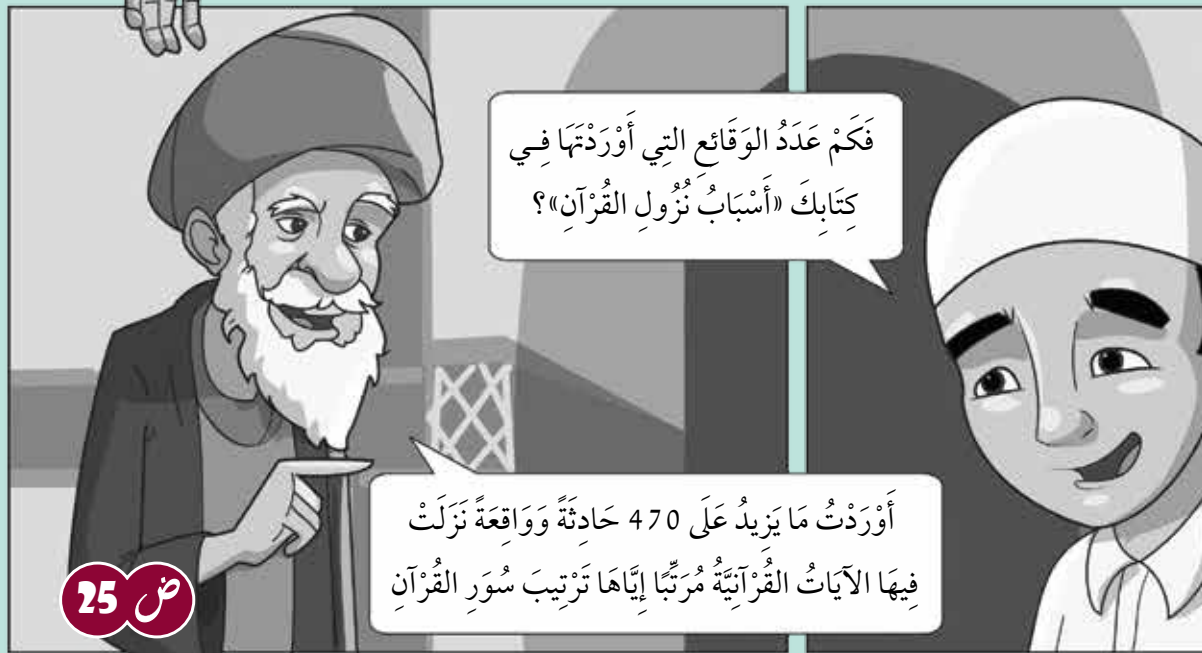 فَكَمْ عَدَدُ الوَقَائِعِ التِي أَوْرَدْتَهَا فِي
كِتَابِكَ «أَسْبَابُ نُزُولِ القُرْآنِ»؟
أَوْرَدْتُ مَا يَزِيدُ عَلَى 470 حَادِثَةً وَوَاقِعَةً نَزَلَتْ
فِيهَا الآيَاتُ القُرْآنِيَّةُ مُرَتِّبًا إِيَّاهَا تَرْتِيبَ سُوَرِ القُرْآنِ
ض 25